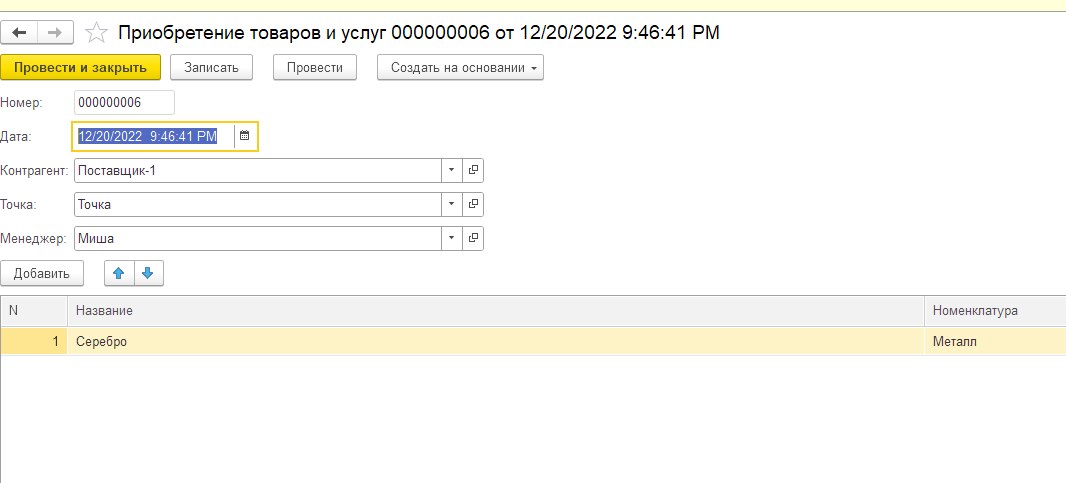 Приобретение товаров и услуг 000000006 от 12/20/2022 9:46:41 PM
Провести и закрыть Записать Провести Создать на основании
Номер: 000000006
Дата: 12/20/2022 9:46:41 PM
Контрагент: Поставщик-1
Точка: Точка
Менеджер: Миша
Добавить
N Название Номенклатура
1 Серебро Металл